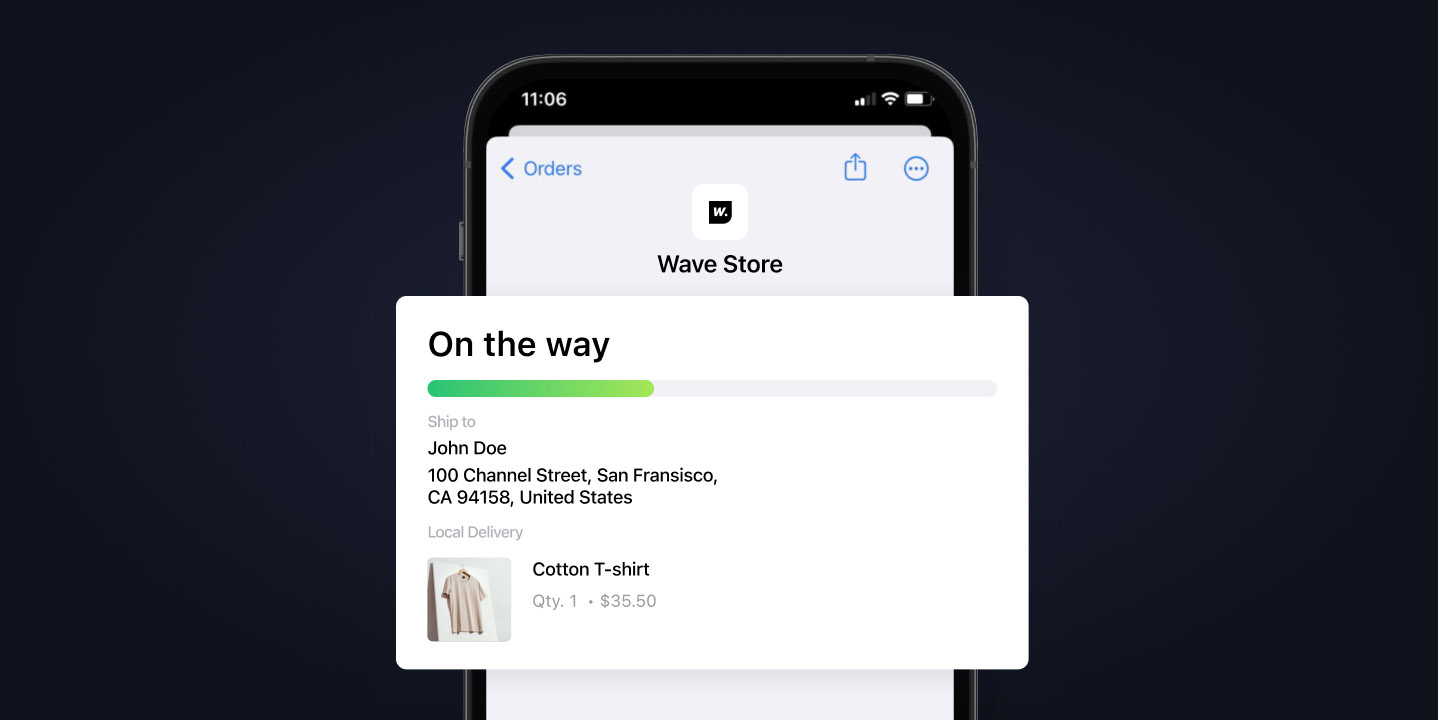 11:06
Orders
w.
Wave Store
On the way
Ship to
John Doe
100 Channel Street, San Fransisco,
CA 94158, United States
Local Delivery
Cotton T-shirt
Qty. 1 • $35.50